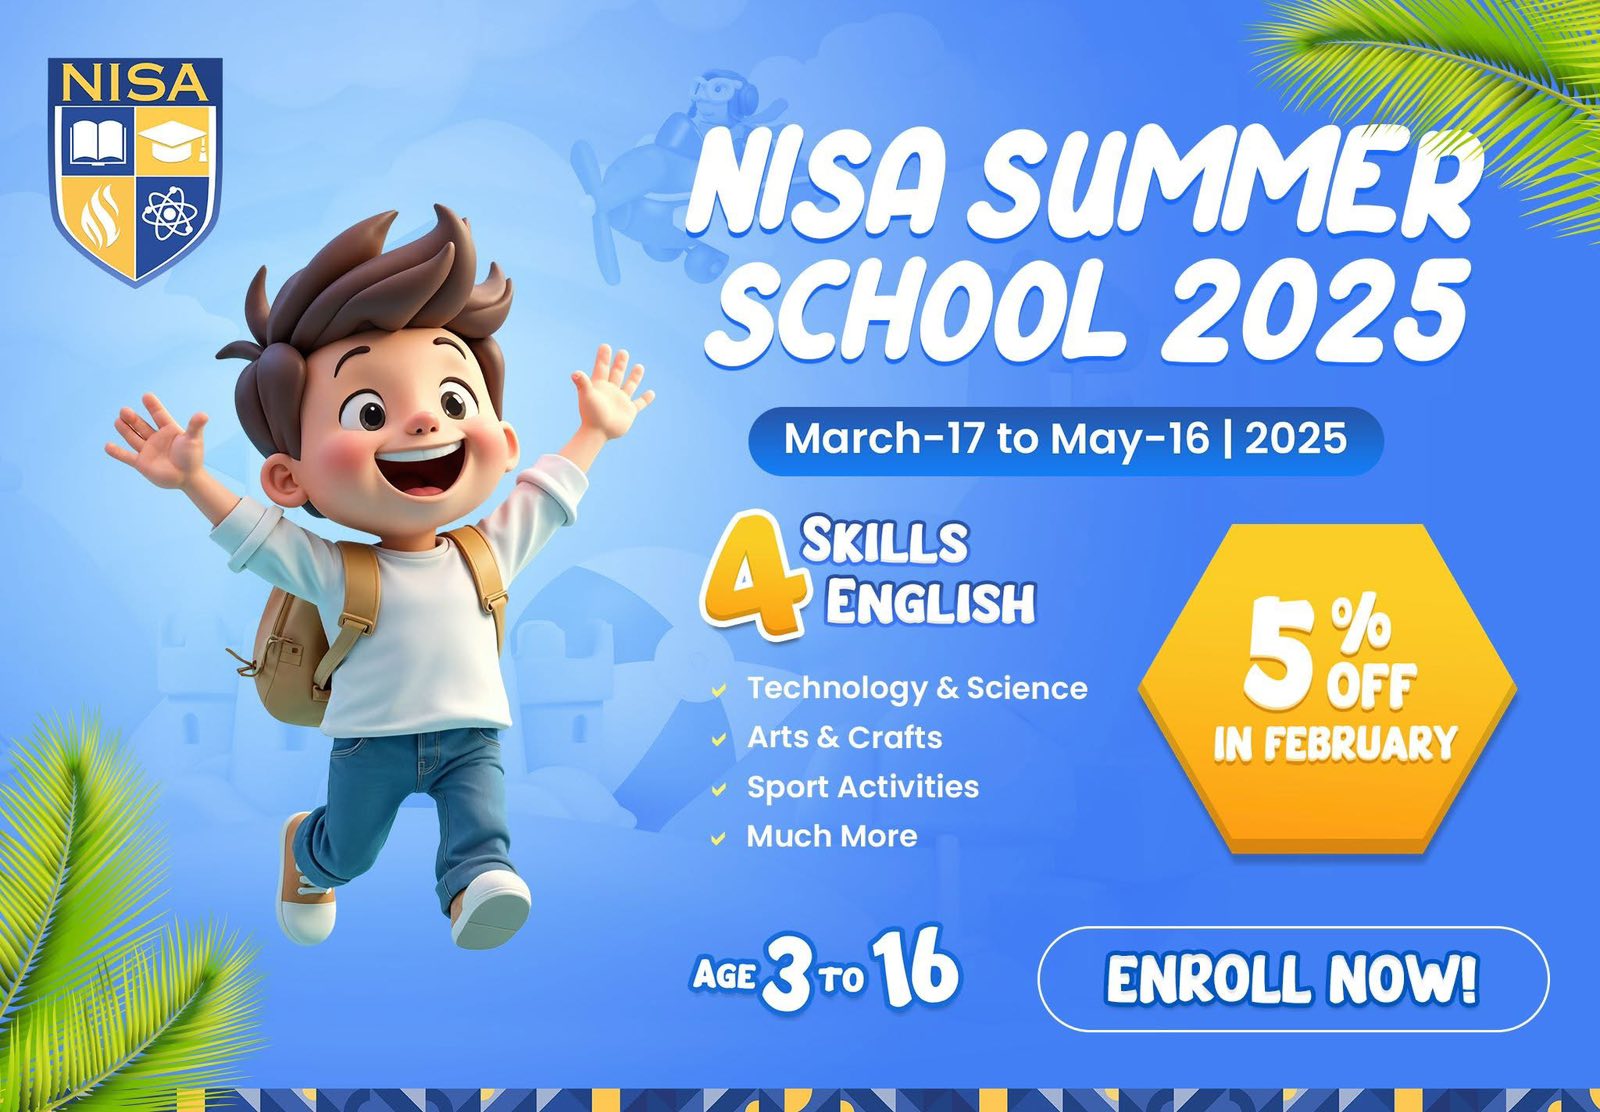 NISA
NISA SUMMER
SCHOOL 2025
March-17 to May-16 | 2025
4 SKILLS
ENGLISH
Technology & Science
Arts & Crafts
Sport Activities
Much More
5% OFF
IN FEBRUARY
AGE 3 TO 16
ENROLL NOW!